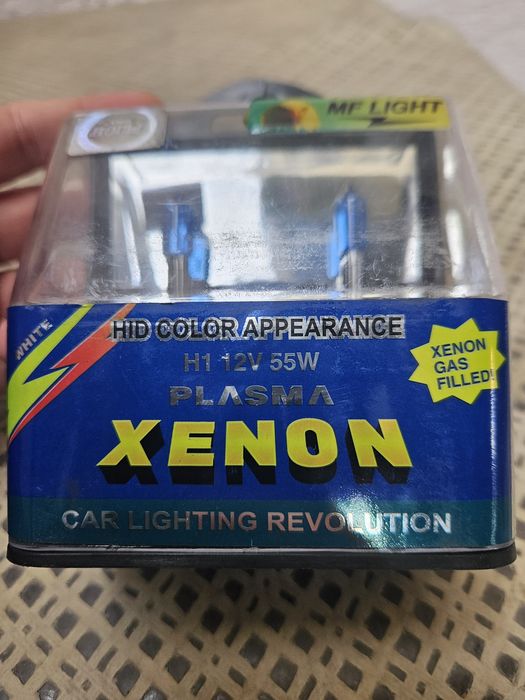 MF LIGHT
WHITE
HID COLOR APPEARANCE
H1 12V 55W
PLASMA
XENON
XENON
GAS
FILLED
CAR LIGHTING REVOLUTION